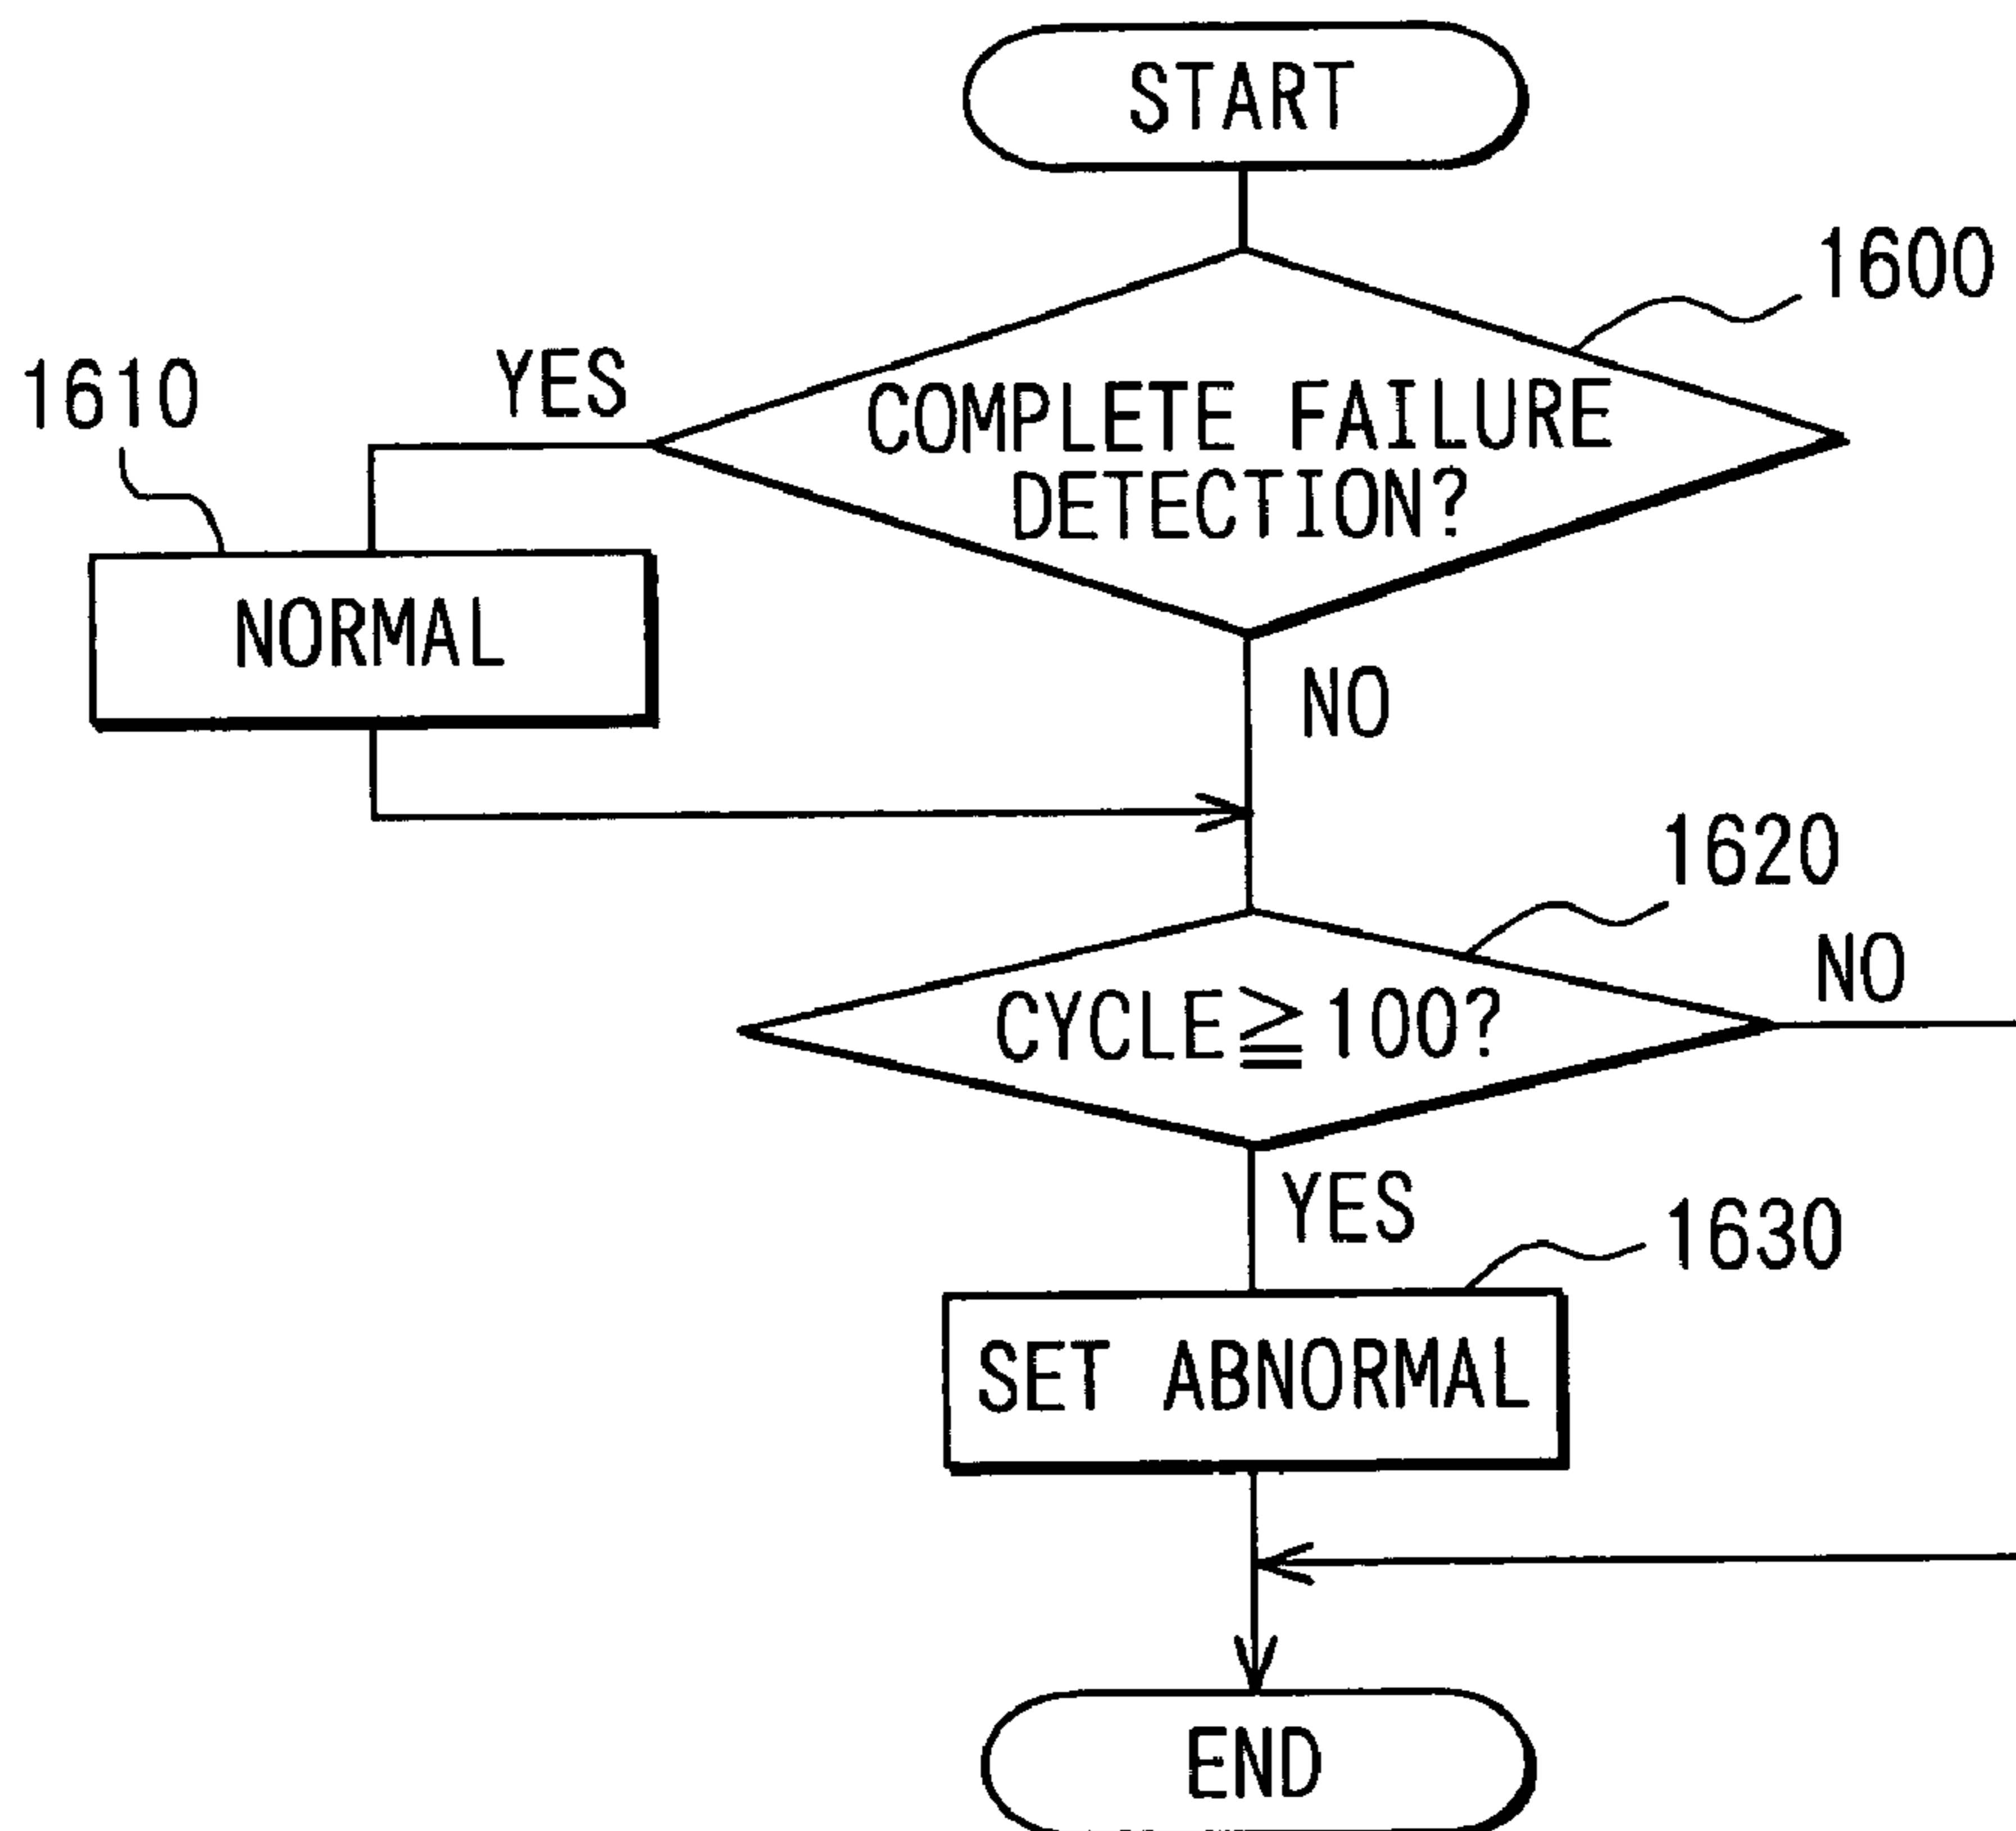 START
1600
YES
1610
COMPLETE FAILURE
DETECTION?
NORMAL
NO
1620
NO
CYCLE≧100?
YES
1630
SET ABNORMAL
END